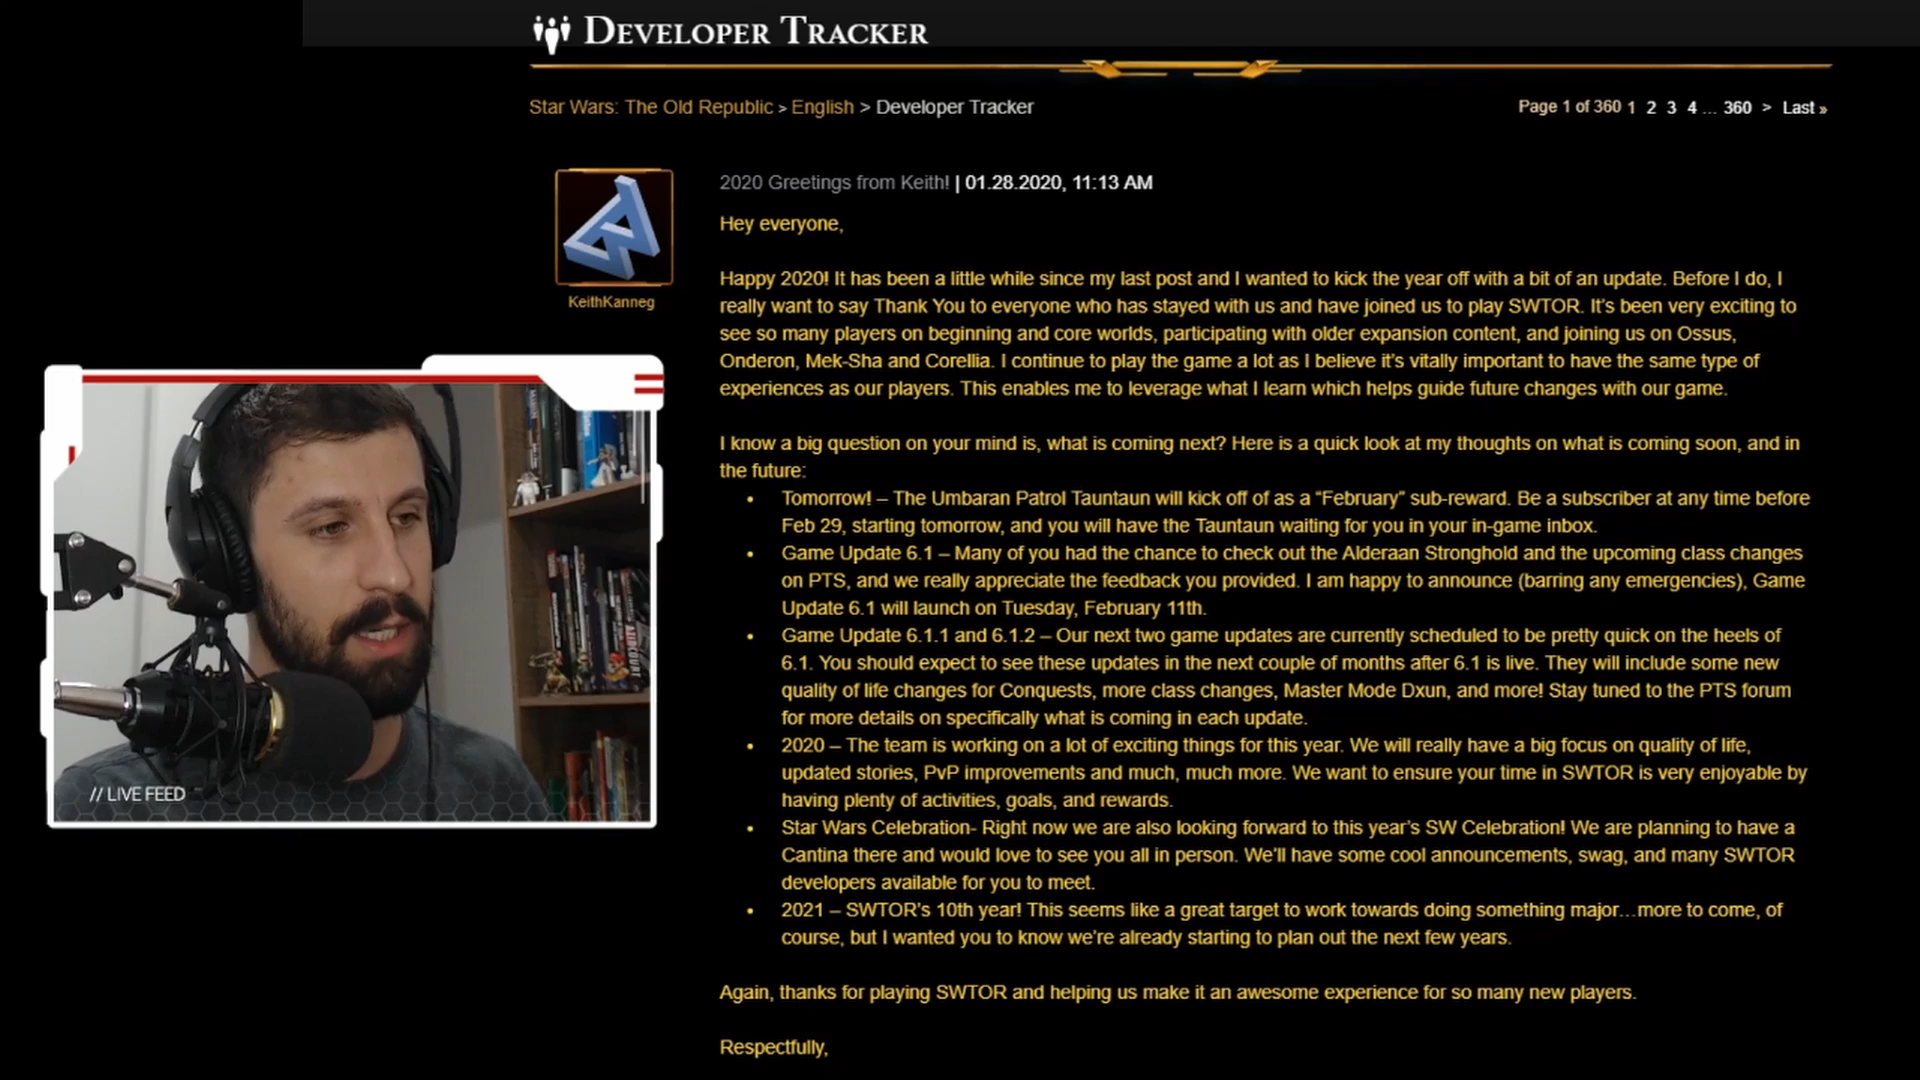 Developer Tracker
Star Wars: The Old Republic > English > Developer Tracker
Page 1 of 360 1 2 3 4 ... 360 > Last »
2020 Greetings from Keith! | 01.28.2020, 11:13 AM
KeithKanneg
Hey everyone,
Happy 2020! It has been a little while since my last post and I wanted to kick the year off with a bit of an update. Before I do, I
really want to say Thank You to everyone who has stayed with us and have joined us to play SWTOR. It’s been very exciting to
see so many players on beginning and core worlds, participating with older expansion content, and joining us on Ossus,
Onderon, Mek-Sha and Corellia. I continue to play the game a lot as I believe it’s vitally important to have the same type of
experiences as our players. This enables me to leverage what I learn which helps guide future changes with our game.
I know a big question on your mind is, what is coming next? Here is a quick look at my thoughts on what is coming soon, and in
the future:
• Tomorrow! – The Umbaran Patrol Tauntaun will kick off of as a “February” sub-reward. Be a subscriber at any time before
Feb 29, starting tomorrow, and you will have the Tauntaun waiting for you in your in-game inbox.
• Game Update 6.1 – Many of you had the chance to check out the Alderaan Stronghold and the upcoming class changes
on PTS, and we really appreciate the feedback you provided. I am happy to announce (barring any emergencies), Game
Update 6.1 will launch on Tuesday, February 11th.
• Game Update 6.1.1 and 6.1.2 – Our next two game updates are currently scheduled to be pretty quick on the heels of
6.1. You should expect to see these updates in the next couple of months after 6.1 is live. They will include some new
quality of life changes for Conquests, more class changes, Master Mode Dxun, and more! Stay tuned to the PTS forum
for more details on specifically what is coming in each update.
• 2020 – The team is working on a lot of exciting things for this year. We will really have a big focus on quality of life,
updated stories, PvP improvements and much, much more. We want to ensure your time in SWTOR is very enjoyable by
having plenty of activities, goals, and rewards.
• Star Wars Celebration- Right now we are also looking forward to this year’s SW Celebration! We are planning to have a
Cantina there and would love to see you all in person. We’ll have some cool announcements, swag, and many SWTOR
developers available for you to meet.
• 2021 – SWTOR’s 10th year! This seems like a great target to work towards doing something major…more to come, of
course, but I wanted you to know we’re already starting to plan out the next few years.
Again, thanks for playing SWTOR and helping us make it an awesome experience for so many new players.
Respectfully,
// LIVE FEED